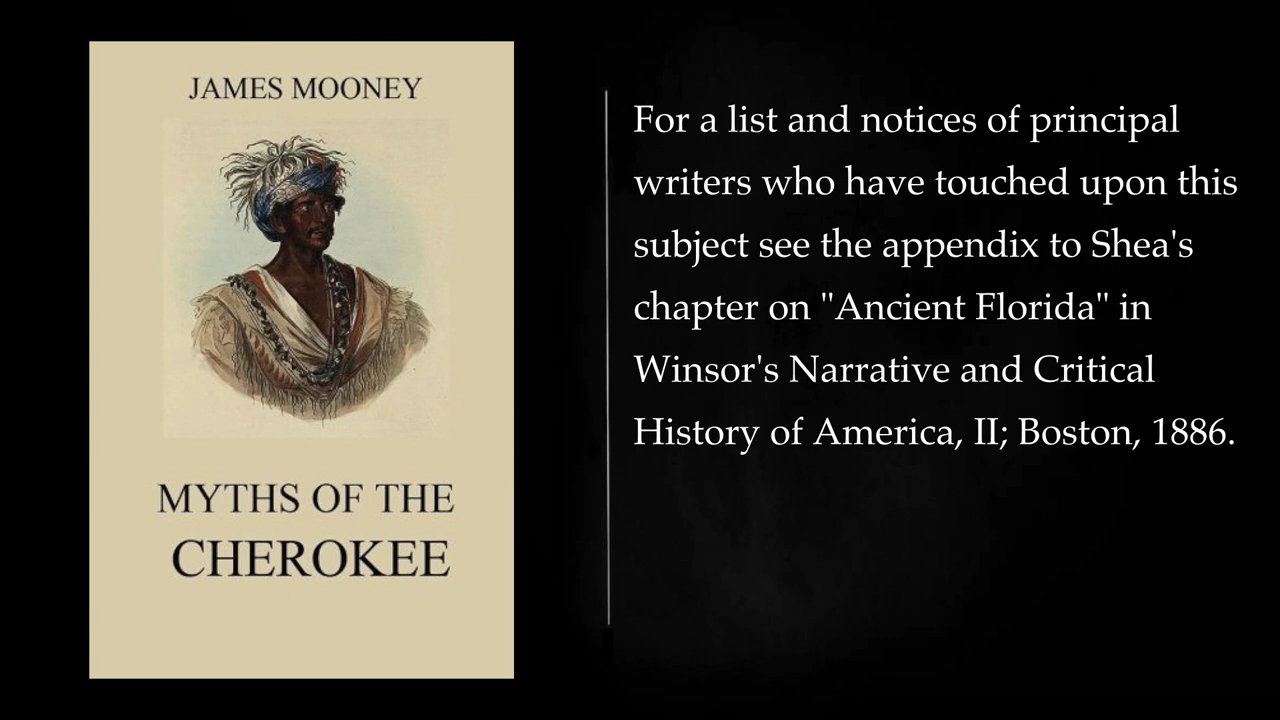 JAMES MOONEY
MYTHS OF THE
CHEROKEE
For a list and notices of principal
writers who have touched upon this
subject see the appendix to Shea's
chapter on "Ancient Florida" in
Winsor's Narrative and Critical
History of America, II; Boston, 1886.